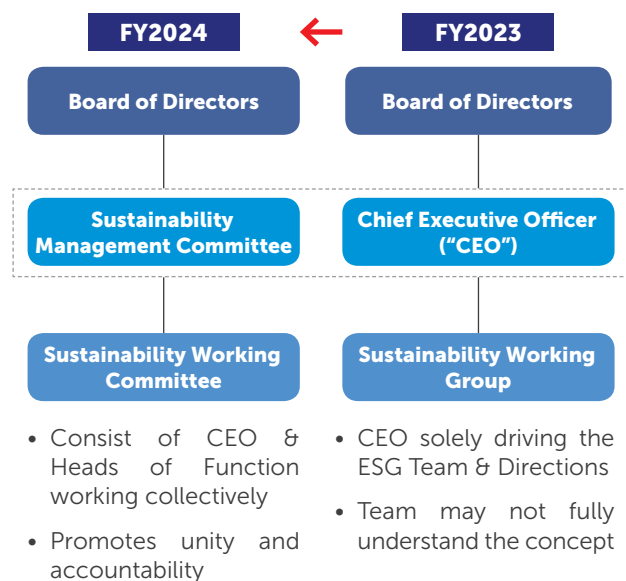 FY2024
FY2023
Board of Directors
Board of Directors
Sustainability
Management Committee
Chief Executive Officer
(“CEO”)
Sustainability Working
Committee
Sustainability Working
Group
• Consist of CEO &
Heads of Function
working collectively
• Promotes unity and
accountability
• CEO solely driving the
ESG Team & Directions
• Team may not fully
understand the concept